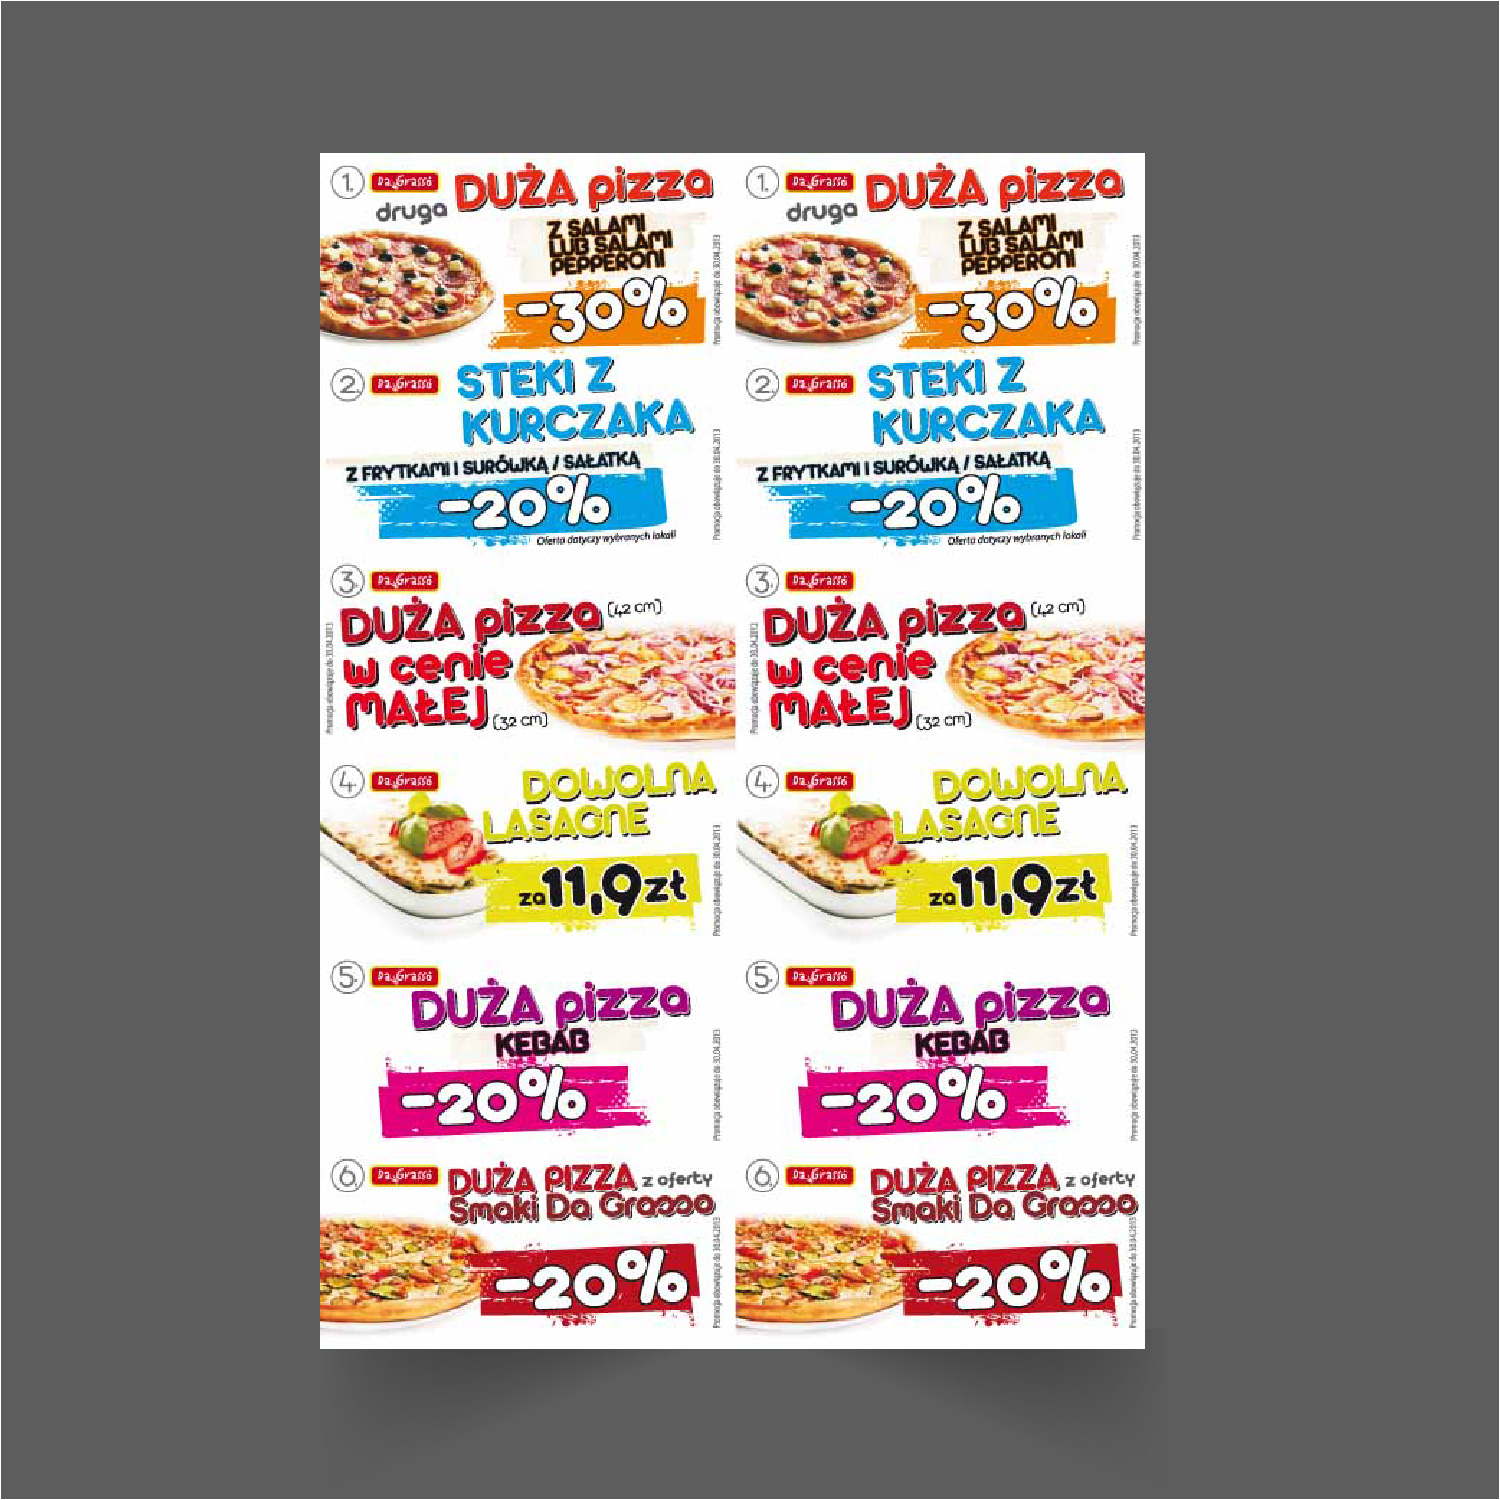 1.
Da Grasso
DUŻA pizza
druga
Z SALAMI
LUB SALAMI
PEPPERONI
-30%
Promocja obowiązuje do 30.04.2013
1.
Da Grasso
DUŻA pizza
druga
Z SALAMI
LUB SALAMI
PEPPERONI
-30%
Promocja obowiązuje do 30.04.2013
2.
Da Grasso
STEKI Z
KURCZAKA
Z FRYTKAMI I SURÓWKĄ / SAŁATKĄ
-20%
Oferta dotyczy wybranych lokali
Promocja obowiązuje do 30.04.2013
2.
Da Grasso
STEKI Z
KURCZAKA
Z FRYTKAMI I SURÓWKĄ / SAŁATKĄ
-20%
Oferta dotyczy wybranych lokali
Promocja obowiązuje do 30.04.2013
3.
Da Grasso
DUŻA pizza (42 cm)
w cenie
MAŁEJ (32 cm)
Promocja obowiązuje do 30.04.2013
3.
Da Grasso
DUŻA pizza (42 cm)
w cenie
MAŁEJ (32 cm)
Promocja obowiązuje do 30.04.2013
4.
Da Grasso
DOWOLNA
LASAGNE
za 11,9 zł
Promocja obowiązuje do 30.04.2013
4.
Da Grasso
DOWOLNA
LASAGNE
za 11,9 zł
Promocja obowiązuje do 30.04.2013
5.
Da Grasso
DUŻA pizza
KEBAB
-20%
Promocja obowiązuje do 30.04.2013
5.
Da Grasso
DUŻA pizza
KEBAB
-20%
Promocja obowiązuje do 30.04.2013
6.
Da Grasso
DUŻA PIZZA z oferty
Smaki Da Grasso
-20%
Promocja obowiązuje do 30.04.2013
6.
Da Grasso
DUŻA PIZZA z oferty
Smaki Da Grasso
-20%
Promocja obowiązuje do 30.04.2013